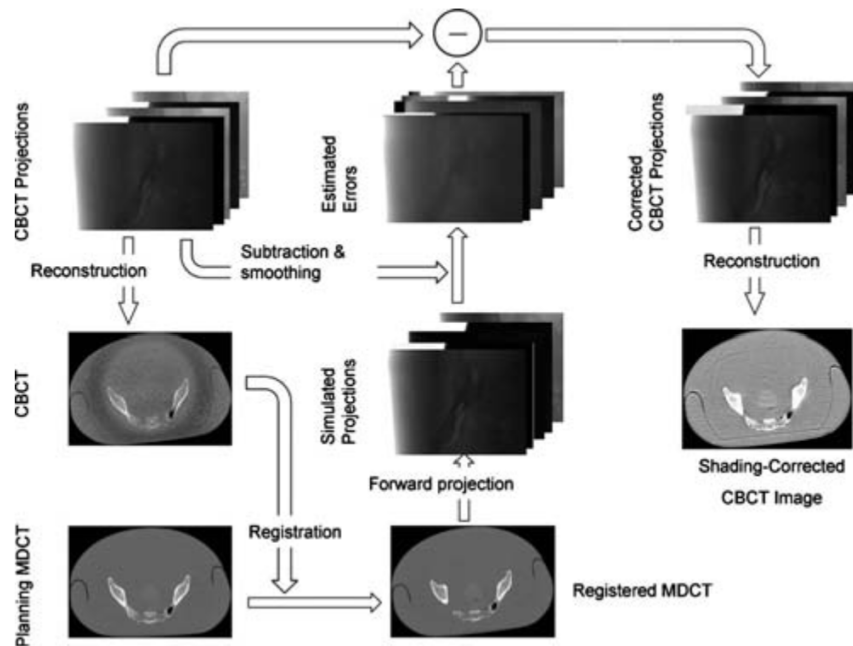 −
CBCT Projections
Estimated
Errors
Corrected
CBCT Projections
Reconstruction
Subtraction &
smoothing
Reconstruction
CBCT
Simulated
Projections
Shading-Corrected
CBCT Image
Forward projection
Registration
Planning MDCT
Registered MDCT